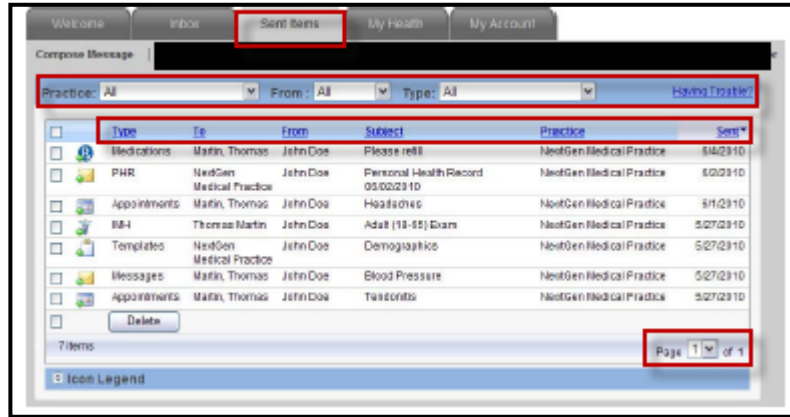 Welcome Inbox Sent Items My Health My Account
Compose Message
Practice: All From : All Type: All Having Trouble?
Type To From Subject Practice Sent
Medications Martin, Thomas John Doe Please refill NextGen Medical Practice 6/4/2010
PHR NextGen Medical Practice John Doe Personal Health Record 06/02/2010 NextGen Medical Practice 6/2/2010
Appointments Martin, Thomas John Doe Headaches NextGen Medical Practice 6/1/2010
IMH Thomas Martin John Doe Adult (18-65) Exam NextGen Medical Practice 5/27/2010
Templates NextGen Medical Practice John Doe Demographics NextGen Medical Practice 5/27/2010
Messages Martin, Thomas John Doe Blood Pressure NextGen Medical Practice 5/27/2010
Appointments Martin, Thomas John Doe Tendonitis NextGen Medical Practice 5/27/2010
Delete
7 items Page 1 of 1
Icon Legend